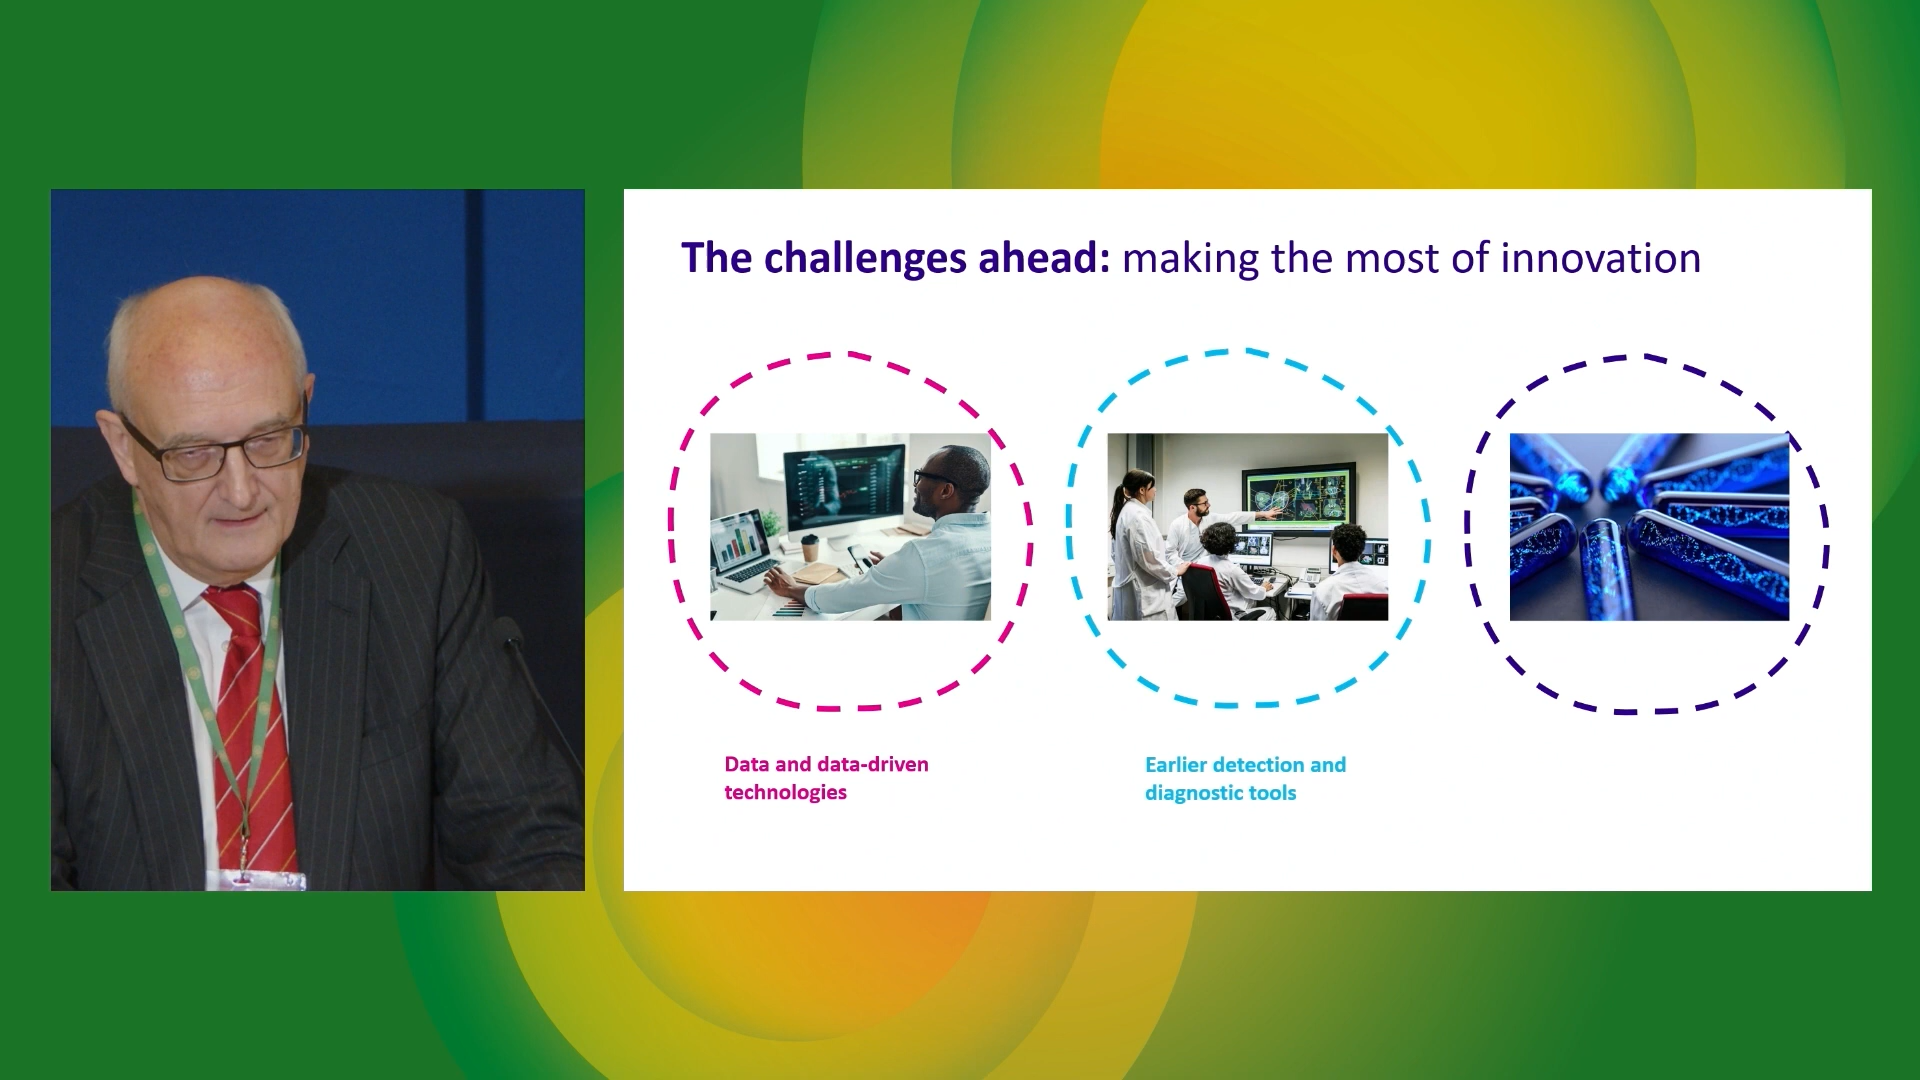 The challenges ahead: making the most of innovation
Data and data-driven
technologies
Earlier detection and
diagnostic tools